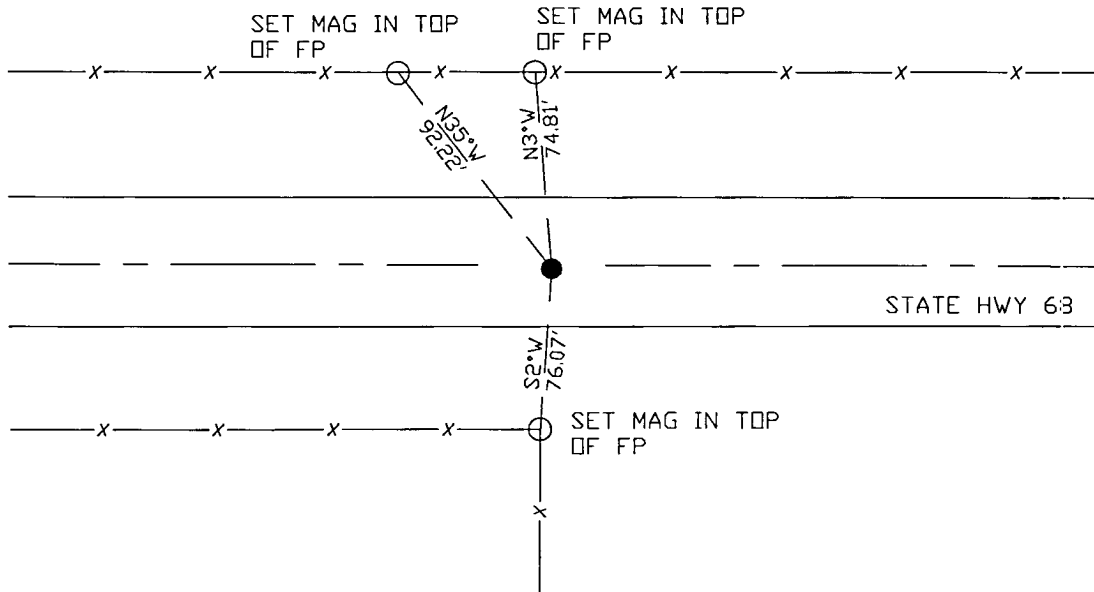 SET MAG IN TOP
OF FP
SET MAG IN TOP
OF FP
N35°W
92.22'
N3°W
74.81'
STATE HWY 63
S2°W
76.07'
SET MAG IN TOP
OF FP